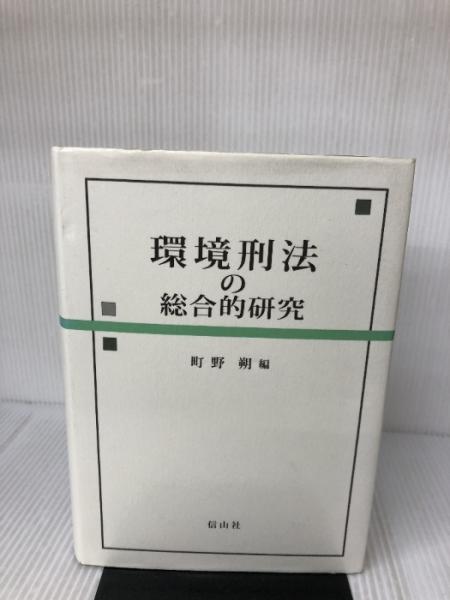 環境刑法
の
総合的研究
町野 朔 編
信山社